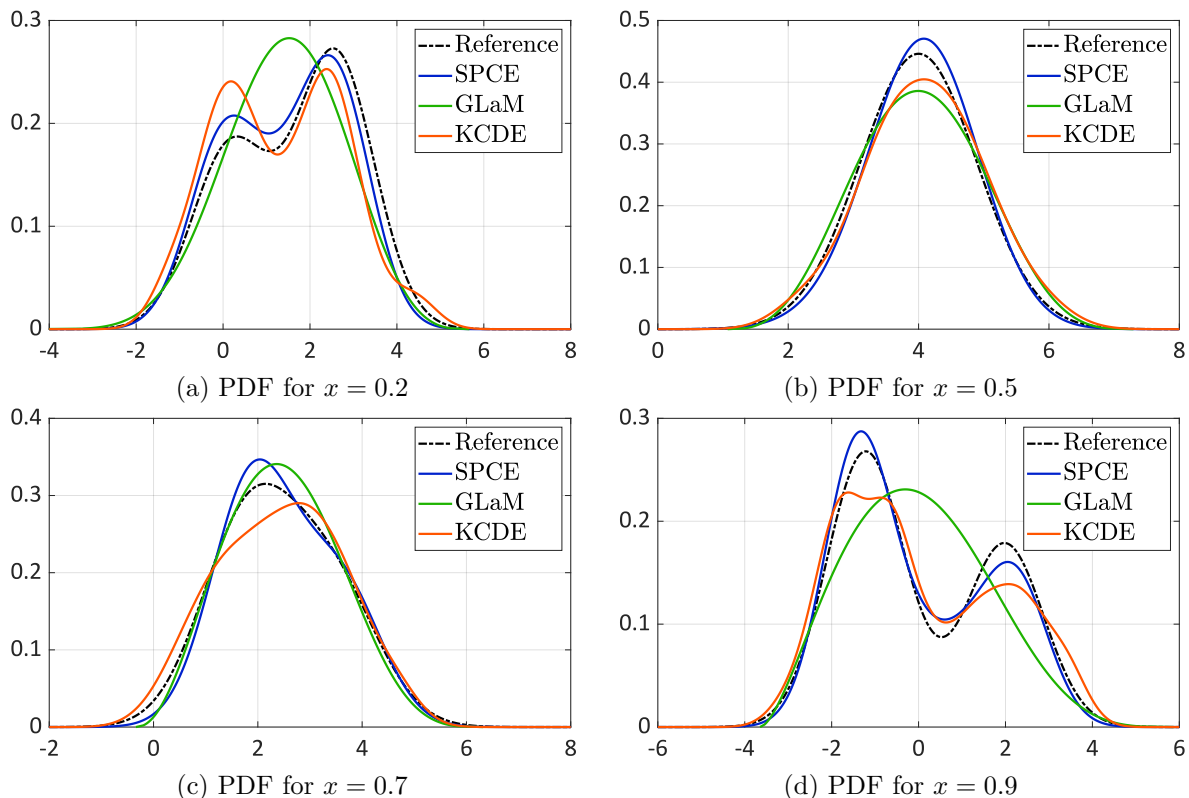 0.3
0.2
0.1
0
-4 -2 0 2 4 6 8
Reference
SPCE
GLaM
KCDE
(a) PDF for x = 0.2
0.5
0.4
0.3
0.2
0.1
0
0 2 4 6 8
Reference
SPCE
GLaM
KCDE
(b) PDF for x = 0.5
0.4
0.3
0.2
0.1
0
-2 0 2 4 6 8
Reference
SPCE
GLaM
KCDE
(c) PDF for x = 0.7
0.3
0.2
0.1
0
-6 -4 -2 0 2 4 6
Reference
SPCE
GLaM
KCDE
(d) PDF for x = 0.9